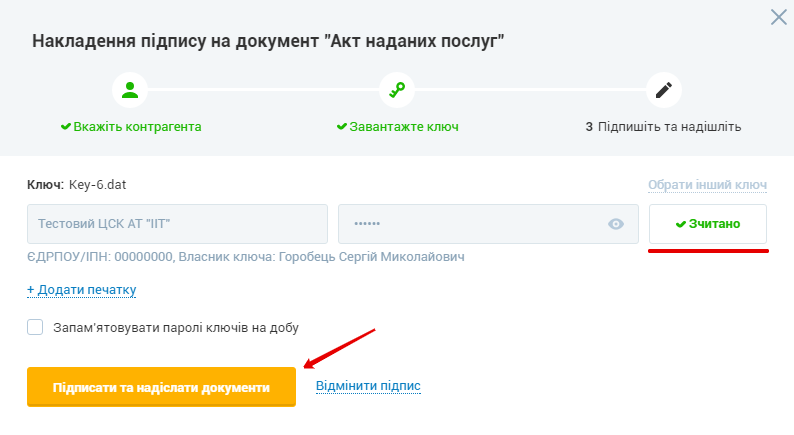 Накладення підпису на документ "Акт наданих послуг"
Вкажіть контрагента
Завантажте ключ
3 Підпишіть та надішліть
Ключ: Key-6.dat
Обрати інший ключ
Тестовий ЦСК АТ "ІІТ"
••••••
Зчитано
ЄДРПОУ/ІПН: 00000000, Власник ключа: Горобець Сергій Миколайович
+ Додати печатку
Запам'ятовувати паролі ключів на добу
Підписати та надіслати документи
Відмінити підпис